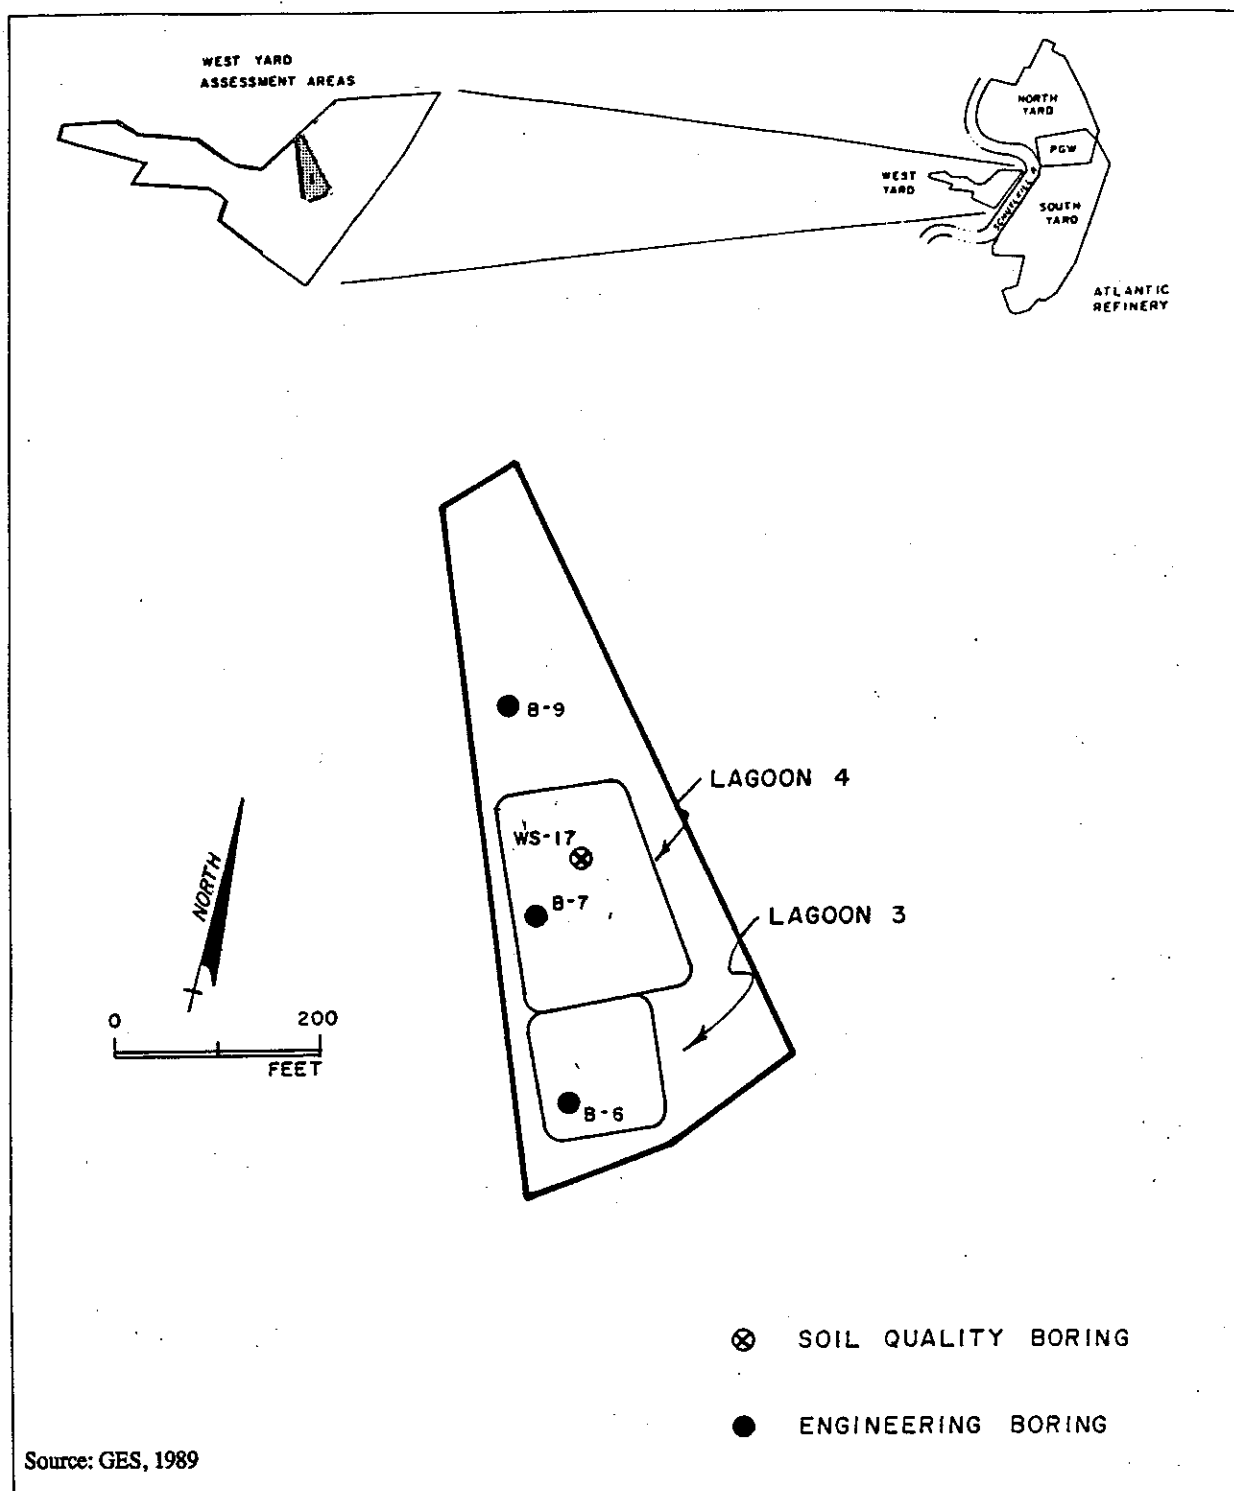 WEST YARD
ASSESSMENT AREAS
NORTH
YARD
PGW
WEST
YARD
SCHUYLKILL R.
SOUTH
YARD
ATLANTIC
REFINERY
B-9
LAGOON 4
WS-17
B-7
LAGOON 3
NORTH
0 200
FEET
B-6
SOIL QUALITY BORING
ENGINEERING BORING
Source: GES, 1989